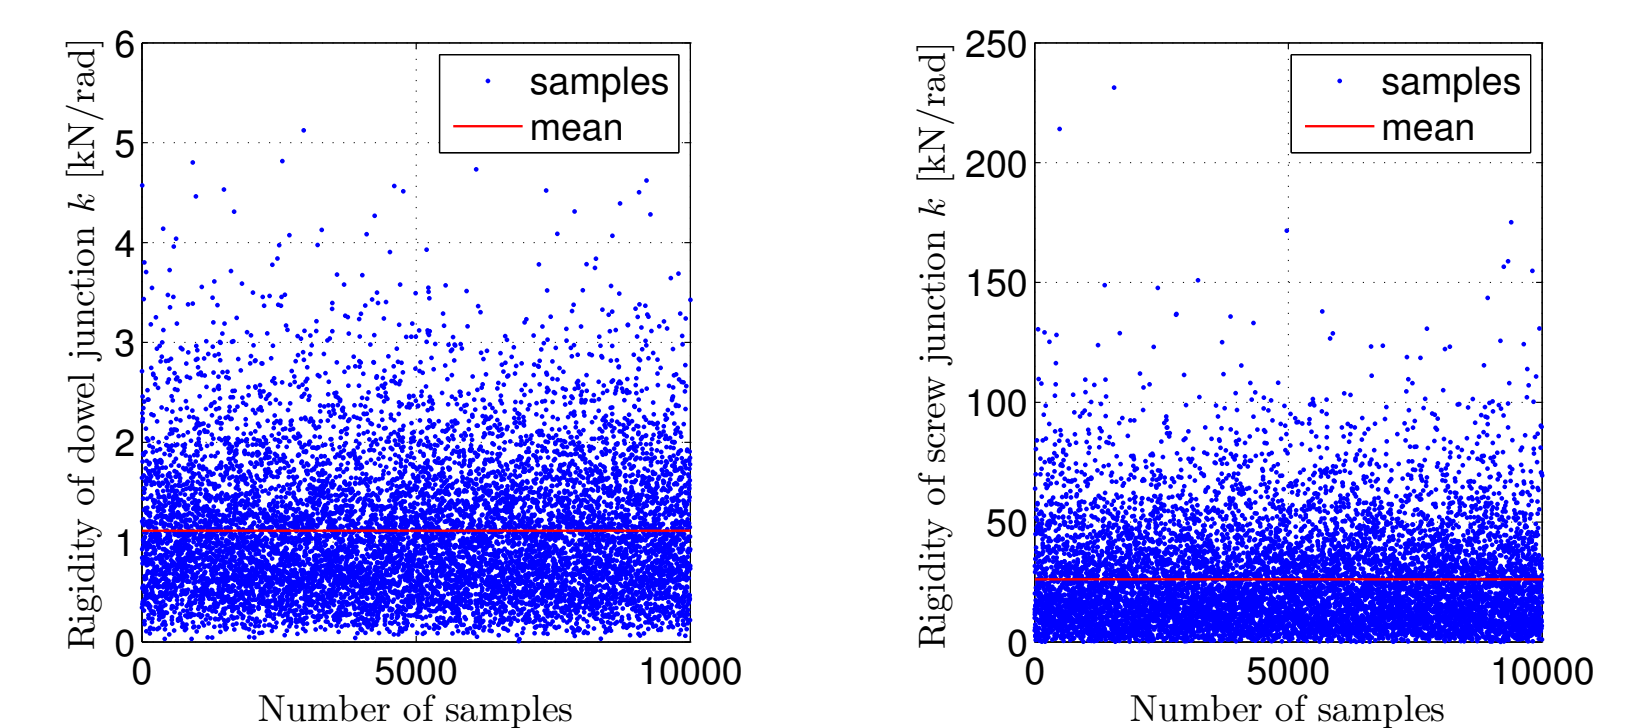 Rigidity of dowel junction k [kN/rad]
6
5
4
3
2
1
0
0 5000 10000
Number of samples
samples
mean
Rigidity of screw junction k [kN/rad]
250
200
150
100
50
0
0 5000 10000
Number of samples
samples
mean